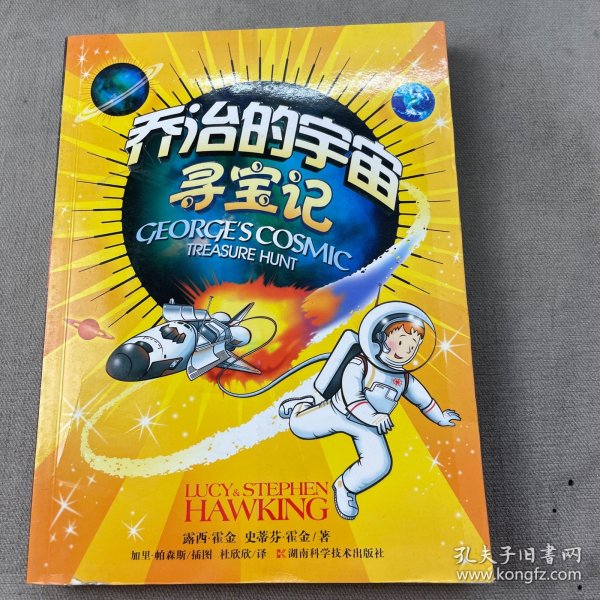 乔治的宇宙
寻宝记
GEORGE'S COSMIC
TREASURE HUNT
LUCY & STEPHEN
HAWKING
露西·霍金 史蒂芬·霍金/著
加里·帕森斯/插图 杜欣欣/译 湖南科学技术出版社
孔夫子旧书网
www.kongfz.com